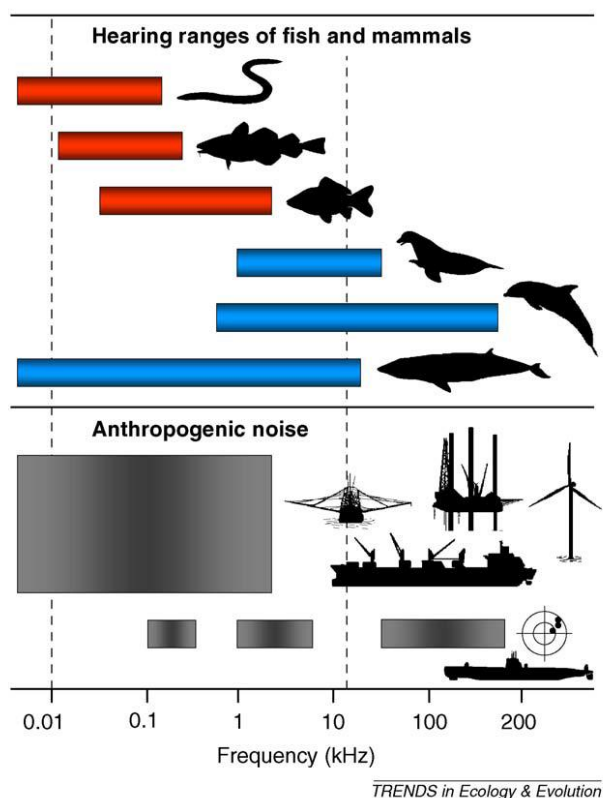 Hearing ranges of fish and mammals
Anthropogenic noise
0.01 0.1 1 10 100 200
Frequency (kHz)
TRENDS in Ecology & Evolution